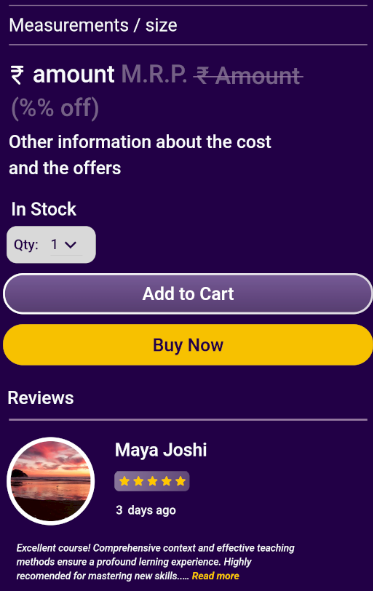 Measurements / size
₹ amount M.R.P. ₹ Amount
(%% off)
Other information about the cost
and the offers
In Stock
Qty: 1
Add to Cart
Buy Now
Reviews
Maya Joshi
3 days ago
Excellent course! Comprehensive context and effective teaching
methods ensure a profound lerning experience. Highly
recomended for mastering new skills..... Read more